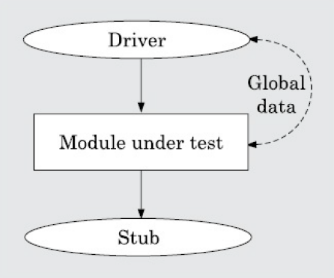 Driver
Global
data
Module under test
Stub